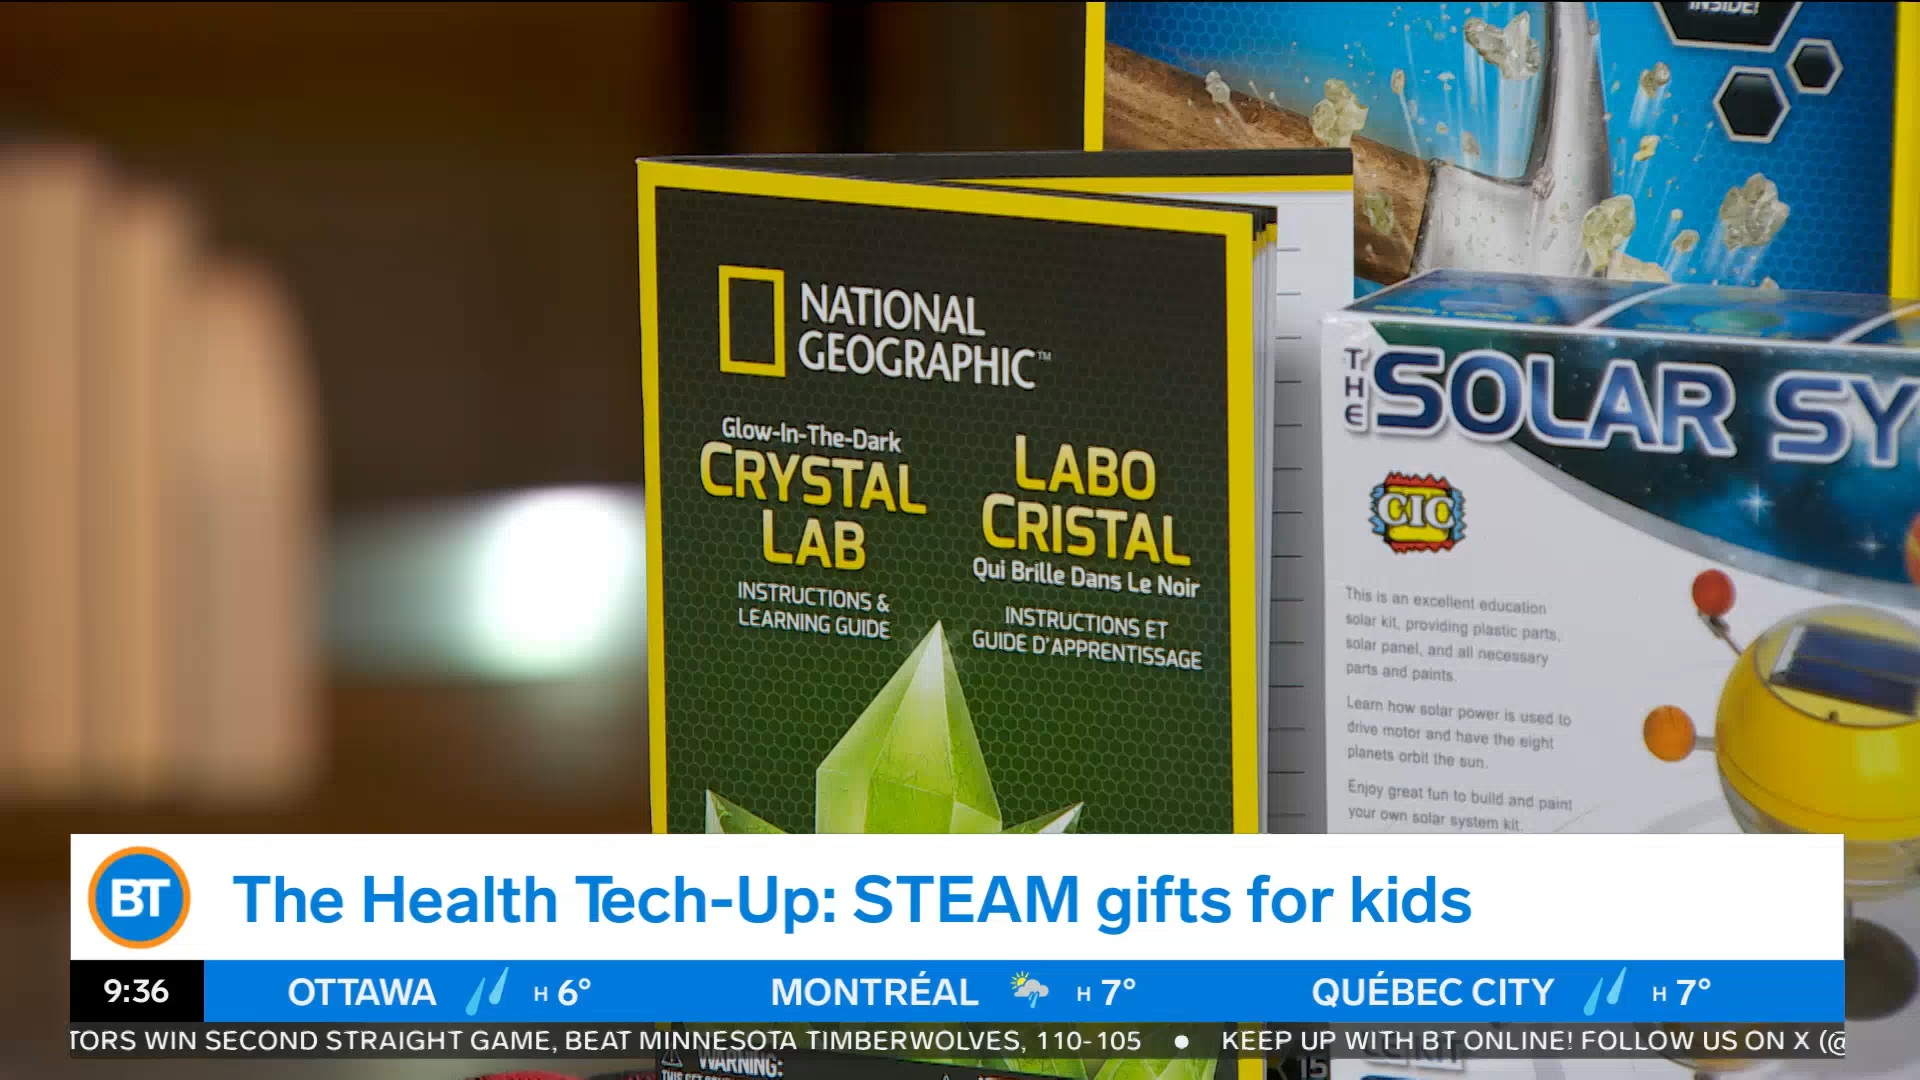 INSIDE!
NATIONAL
GEOGRAPHIC™
Glow-In-The-Dark
CRYSTAL
LAB
INSTRUCTIONS &
LEARNING GUIDE
LABO
CRISTAL
Qui Brille Dans Le Noir
INSTRUCTIONS ET
GUIDE D'APPRENTISSAGE
THE SOLAR SY
CIC
This is an excellent education
solar kit, providing plastic parts,
solar panel, and all necessary
parts and paints.
Learn how solar power is used to
drive motor and have the eight
planets orbit the sun.
Enjoy great fun to build and paint
your own solar system kit.
BT
The Health Tech-Up: STEAM gifts for kids
9:36 OTTAWA H 6° MONTRÉAL H 7° QUÉBEC CITY H 7°
TORS WIN SECOND STRAIGHT GAME, BEAT MINNESOTA TIMBERWOLVES, 110-105 • KEEP UP WITH BT ONLINE! FOLLOW US ON X (@
WARNING:
15